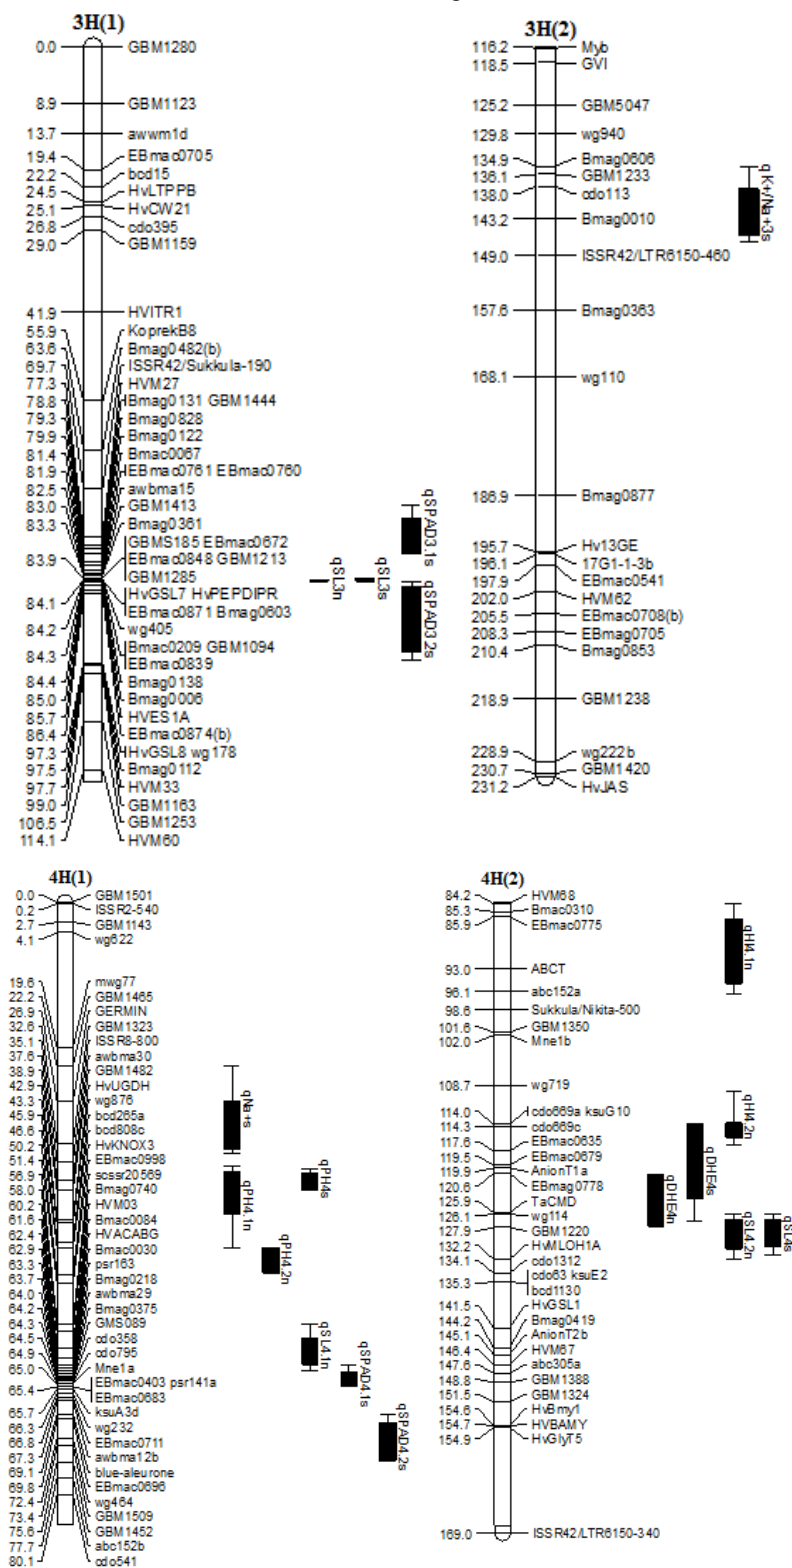 3H(1)
0.0 GBM1280
8.9 GBM1123
13.7 awwm1d
19.4 EBmac0705
22.2 bcd15
24.5 HvLTPPB
25.1 HvCW21
26.8 cdo395
29.0 GBM1159
41.9 HVITR1
55.9 KoprekB8
63.6 Bmag0482(b)
69.7 ISSR42/Sukkula-190
77.3 HVM27
78.8 Bmag0131 GBM1444
79.3 Bmag0828
79.9 Bmag0122
81.4 Bmac0067
81.9 EBmac0761 EBmac0760
82.5 awbma15
83.0 GBM1413
83.3 Bmag0361
GBMS185 EBmac0672
83.9 EBmac0848 GBM1213
GBM1285
HvGSL7 HvPEPDIPR
84.1 EBmac0871 Bmag0603
84.2 wg405
Bmac0209 GBM1094
84.3 EBmac0839
84.4 Bmag0138
85.0 Bmag0006
85.7 HVES1A
86.4 EBmac0874(b)
97.3 HvGSL8 wg178
97.5 Bmag0112
97.7 HVM33
99.0 GBM1163
106.5 GBM1253
114.1 HVM60
qSL3n
qSL3s
qSPAD3.1s
qSPAD3.2s
3H(2)
116.2 Myb
118.5 GVI
125.2 GBM5047
129.8 wg940
134.9 Bmag0606
136.1 GBM1233
138.0 cdo113
143.2 Bmag0010
149.0 ISSR42/LTR6150-460
157.6 Bmag0363
168.1 wg110
186.9 Bmag0877
195.7 Hv13GE
196.1 17G1-1-3b
197.9 EBmac0541
202.0 HVM62
205.5 EBmac0708(b)
208.3 EBmag0705
210.4 Bmag0853
218.9 GBM1238
228.9 wg222b
230.7 GBM1420
231.2 HvJAS
qK+/Na+3s
4H(1)
0.0 GBM1501
0.2 ISSR2-540
2.7 GBM1143
4.1 wg622
19.6 mwg77
22.2 GBM1465
26.9 GERMIN
32.6 GBM1323
35.1 ISSR8-800
37.6 awbma30
38.9 GBM1482
42.9 HvUGDH
43.3 wg876
45.9 bcd265a
46.6 bcd808c
50.2 HvKNOX3
51.4 EBmac0998
56.9 scssr20569
58.0 Bmag0740
60.2 HVM03
61.6 Bmac0084
62.4 HVACABG
62.9 Bmac0030
63.3 psr163
63.7 Bmag0218
64.0 awbma29
64.2 Bmag0375
64.3 GMS089
64.5 cdo358
64.9 cdo795
65.0 Mne1a
EBmac0403 psr141a
65.4 EBmac0683
65.7 ksuA3d
66.3 wg232
66.8 EBmac0711
67.3 awbma12b
69.1 blue-aleurone
69.8 EBmac0696
72.4 wg464
73.4 GBM1509
75.6 GBM1452
77.7 abc152b
80.1 cdo541
qNa+s
qPH4.1n
qPH4s
qPH4.2n
qSL4.1n
qSPAD4.1s
qSPAD4.2s
4H(2)
84.2 HVM68
85.3 Bmac0310
85.9 EBmac0775
93.0 ABCT
96.1 abc152a
98.6 Sukkula/Nikita-500
101.6 GBM1350
102.0 Mne1b
108.7 wg719
114.0 cdo669a ksuG10
114.3 cdo669c
117.6 EBmac0635
119.5 EBmac0679
119.9 AnionT1a
120.6 EBmag0778
125.9 TaCMD
126.1 wg114
127.9 GBM1220
132.2 HvMLOH1A
134.1 cdo1312
cdo63 ksuE2
135.3 bcd1130
141.5 HvGSL1
144.2 Bmag0419
145.1 AnionT2b
146.4 HVM67
147.6 abc305a
148.8 GBM1388
151.5 GBM1324
154.6 HvBmy1
154.7 HVBAMY
154.9 HvGlyT5
169.0 ISSR42/LTR6150-340
qHI4.1n
qHI4.2n
qDHE4s
qDHE4n
qSL4.2n
qSL4s